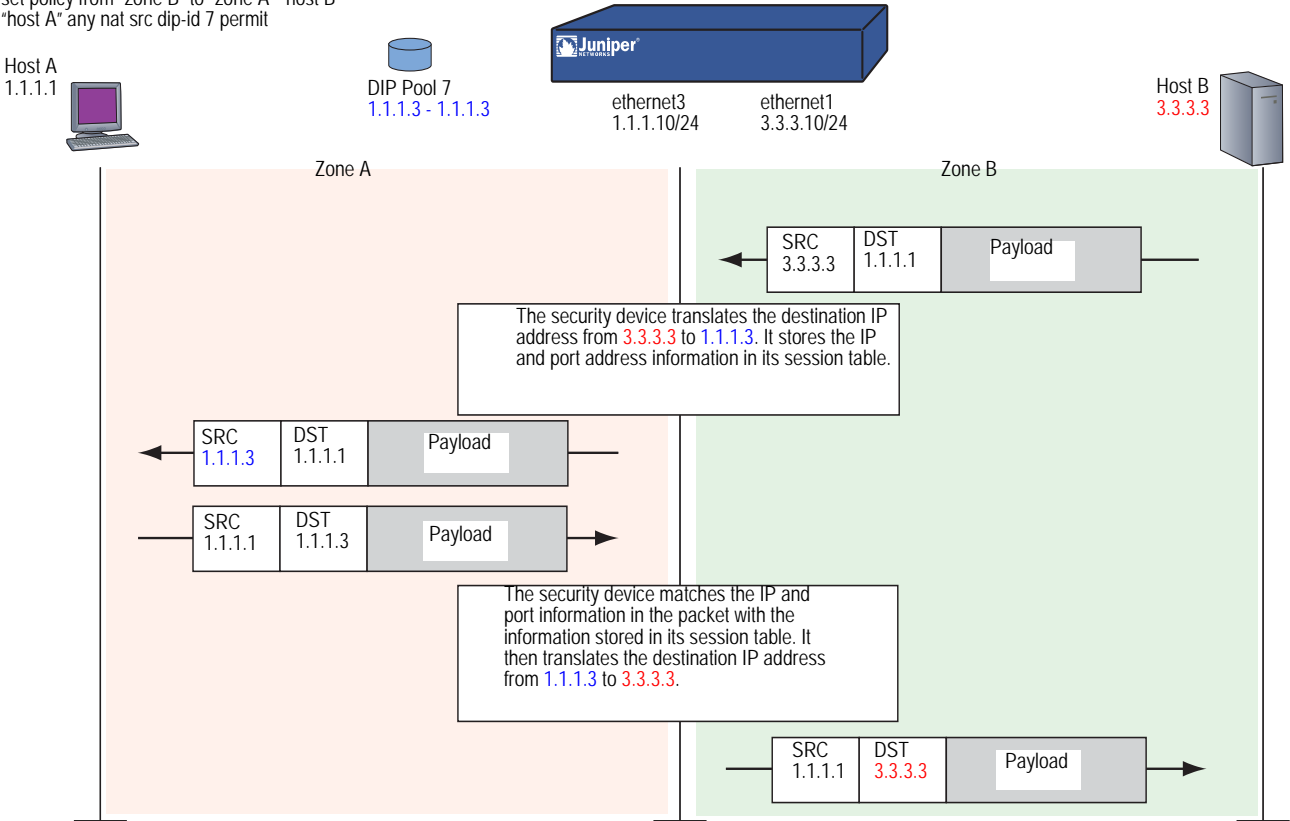 set policy from "zone B" to "zone A" "host B"
"host A" any nat src dip-id 7 permit
Host A
1.1.1.1
DIP Pool 7
1.1.1.3 - 1.1.1.3
Juniper®
NETWORKS
ethernet3
1.1.1.10/24
ethernet1
3.3.3.10/24
Host B
3.3.3.3
Zone A
Zone B
SRC
3.3.3.3
DST
1.1.1.1
Payload
The security device translates the destination IP
address from 3.3.3.3 to 1.1.1.3. It stores the IP
and port address information in its session table.
SRC
1.1.1.3
DST
1.1.1.1
Payload
SRC
1.1.1.1
DST
1.1.1.3
Payload
The security device matches the IP and
port information in the packet with the
information stored in its session table. It
then translates the destination IP address
from 1.1.1.3 to 3.3.3.3.
SRC
1.1.1.1
DST
3.3.3.3
Payload